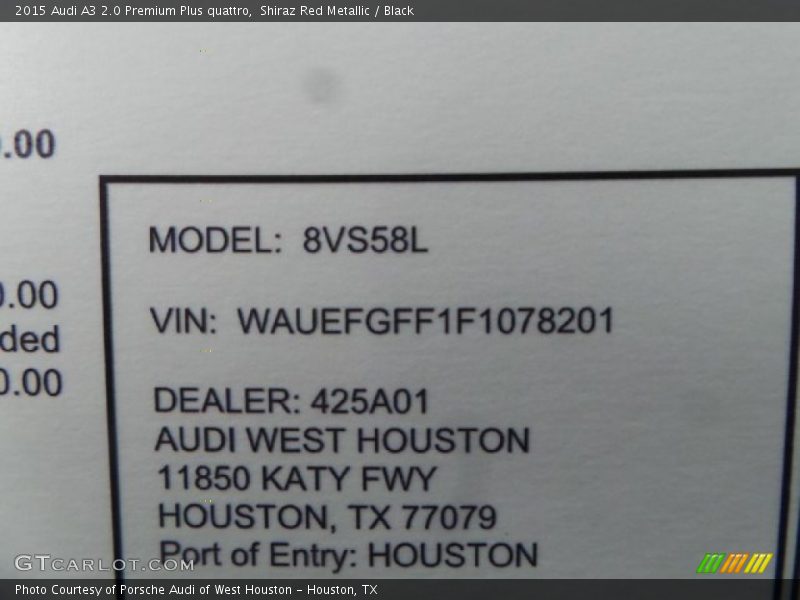 2015 Audi A3 2.0 Premium Plus quattro,  Shiraz Red Metallic / Black
.00
MODEL:  8VS58L
0.00
VIN:  WAUEFGFF1F1078201
ded
0.00
DEALER: 425A01
AUDI WEST HOUSTON
11850 KATY FWY
HOUSTON, TX 77079
Port of Entry: HOUSTON
GTCARLOT.COM
Photo Courtesy of Porsche Audi of West Houston – Houston, TX